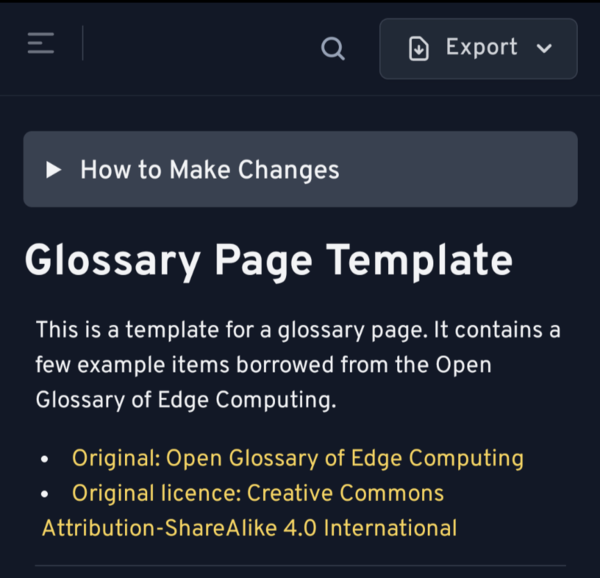 Export
How to Make Changes
Glossary Page Template
This is a template for a glossary page. It contains a
few example items borrowed from the Open
Glossary of Edge Computing.
• Original: Open Glossary of Edge Computing
• Original licence: Creative Commons
Attribution-ShareAlike 4.0 International